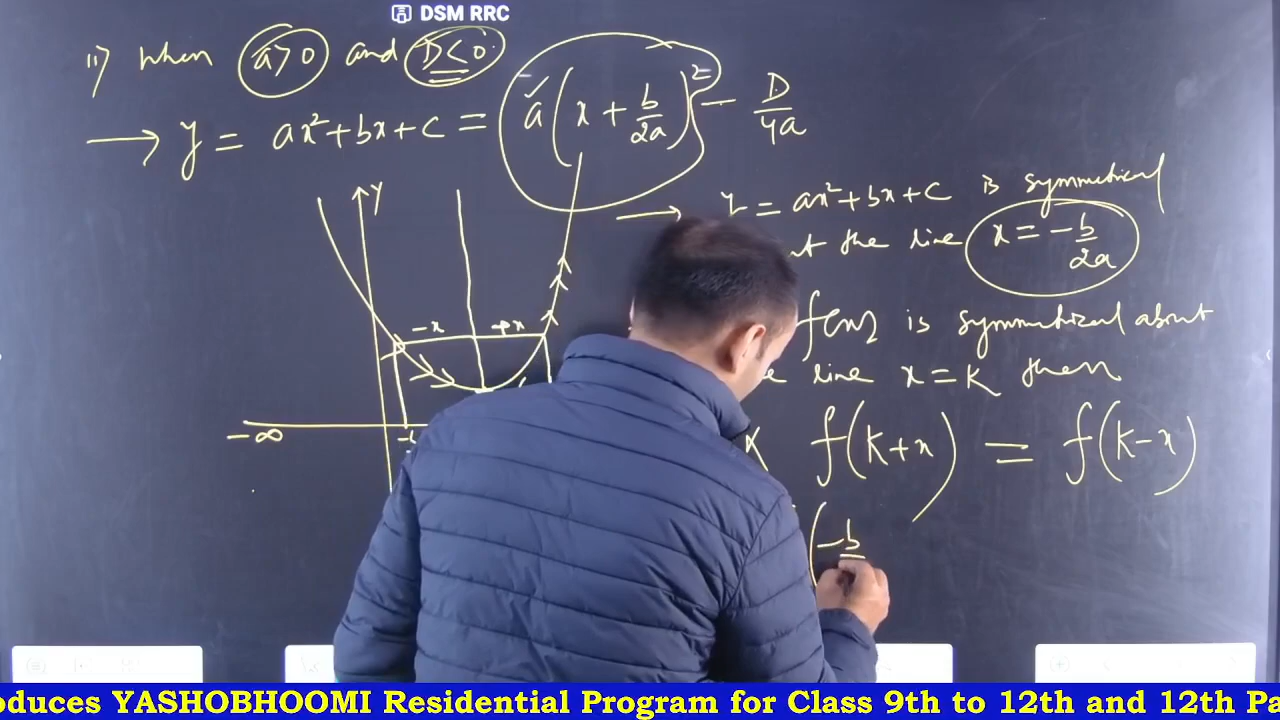 DSM RRC
ii) when a>0 and D<0.
→ y = ax²+bx+c = a(x + b/2a)² - D/4a
Y
→ y = ax²+bx+c is symmetrical
the line x = -b/2a
-x +x
is symmetrical about
line x=K then
-∞
f(K+x) = f(K-x)
(-b
oduces YASHOBHOOMI Residential Program for Class 9th to 12th and 12th Pa